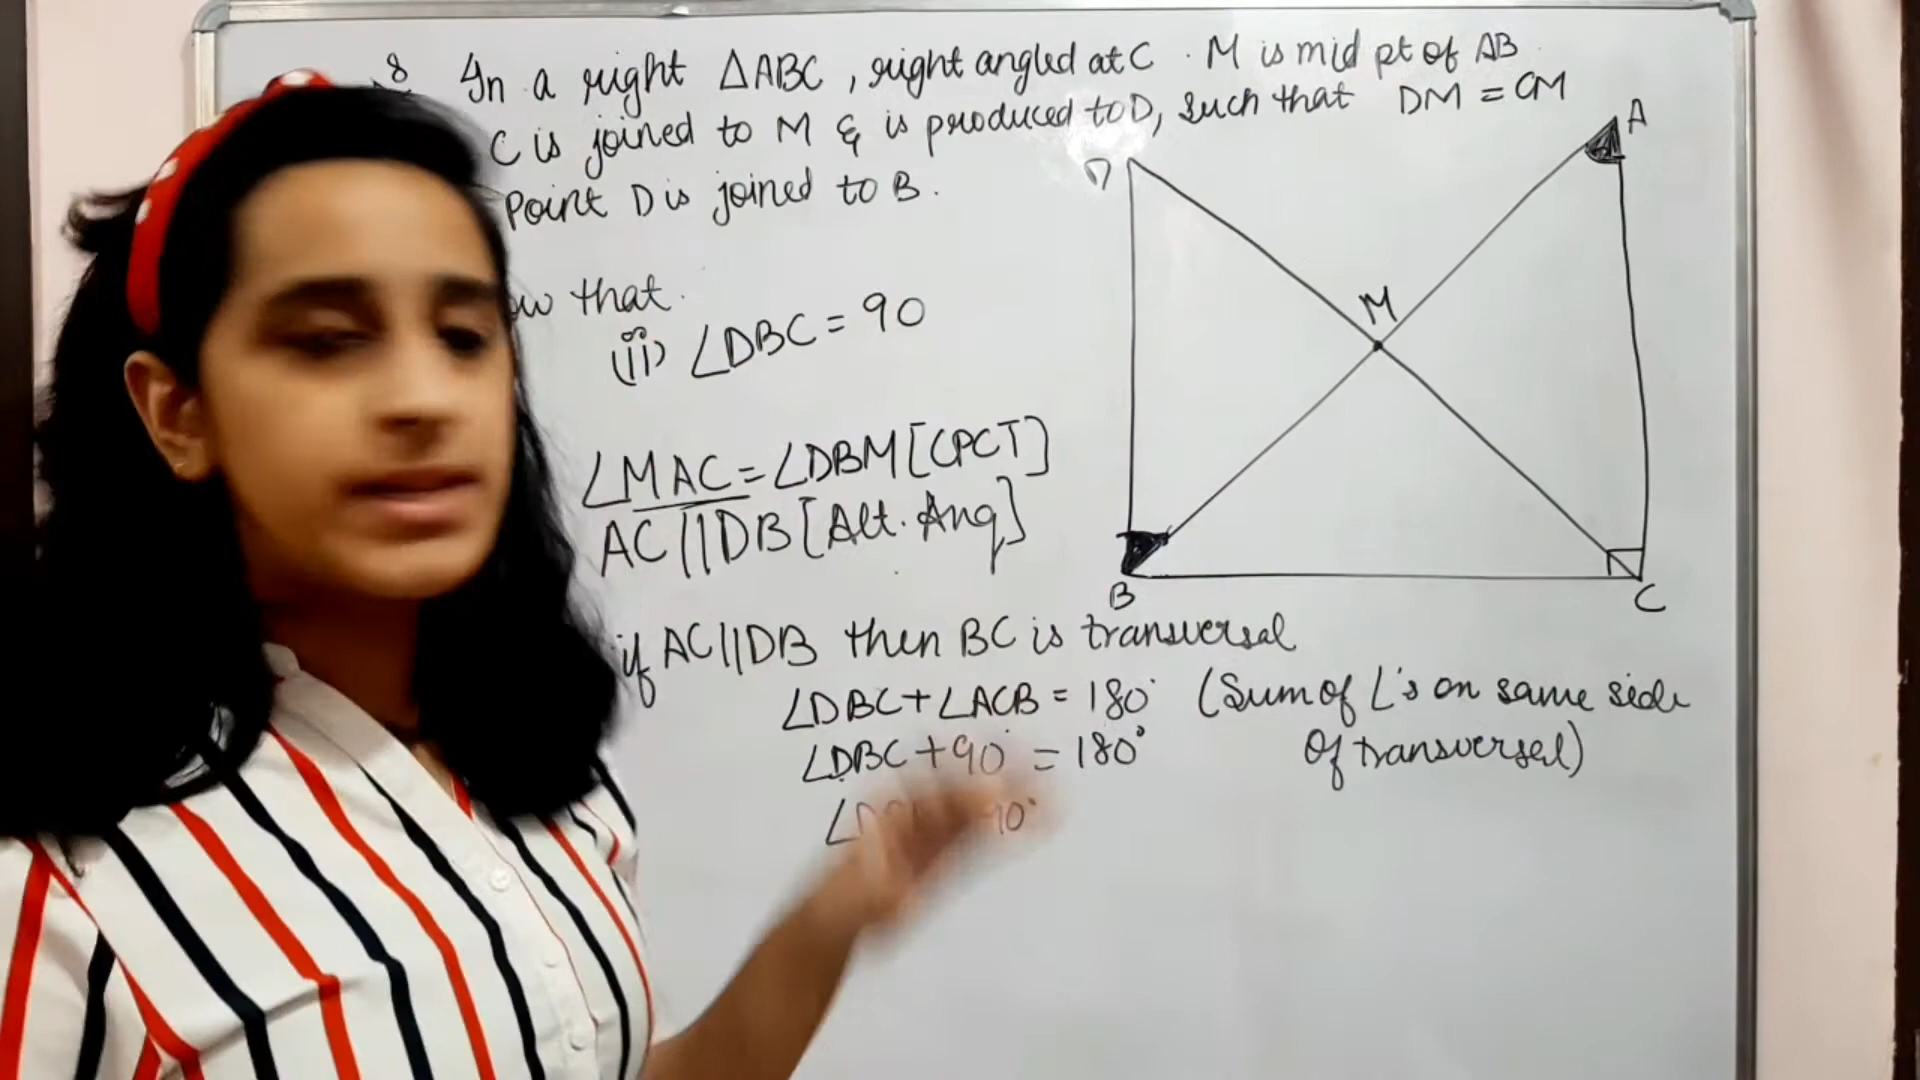 8 In a right △ABC, right angled at C. M is mid pt of AB
C is joined to M & is produced to D, such that DM = CM
Point D is joined to B.
that
(ii) ∠DBC = 90
∠MAC = ∠DBM [CPCT]
AC || DB [Alt. Ang]
if AC || DB then BC is transversal
∠DBC + ∠ACB = 180° (Sum of ∠'s on same side
∠DBC + 90° = 180° of transversal)
90°
A
D
M
B
C